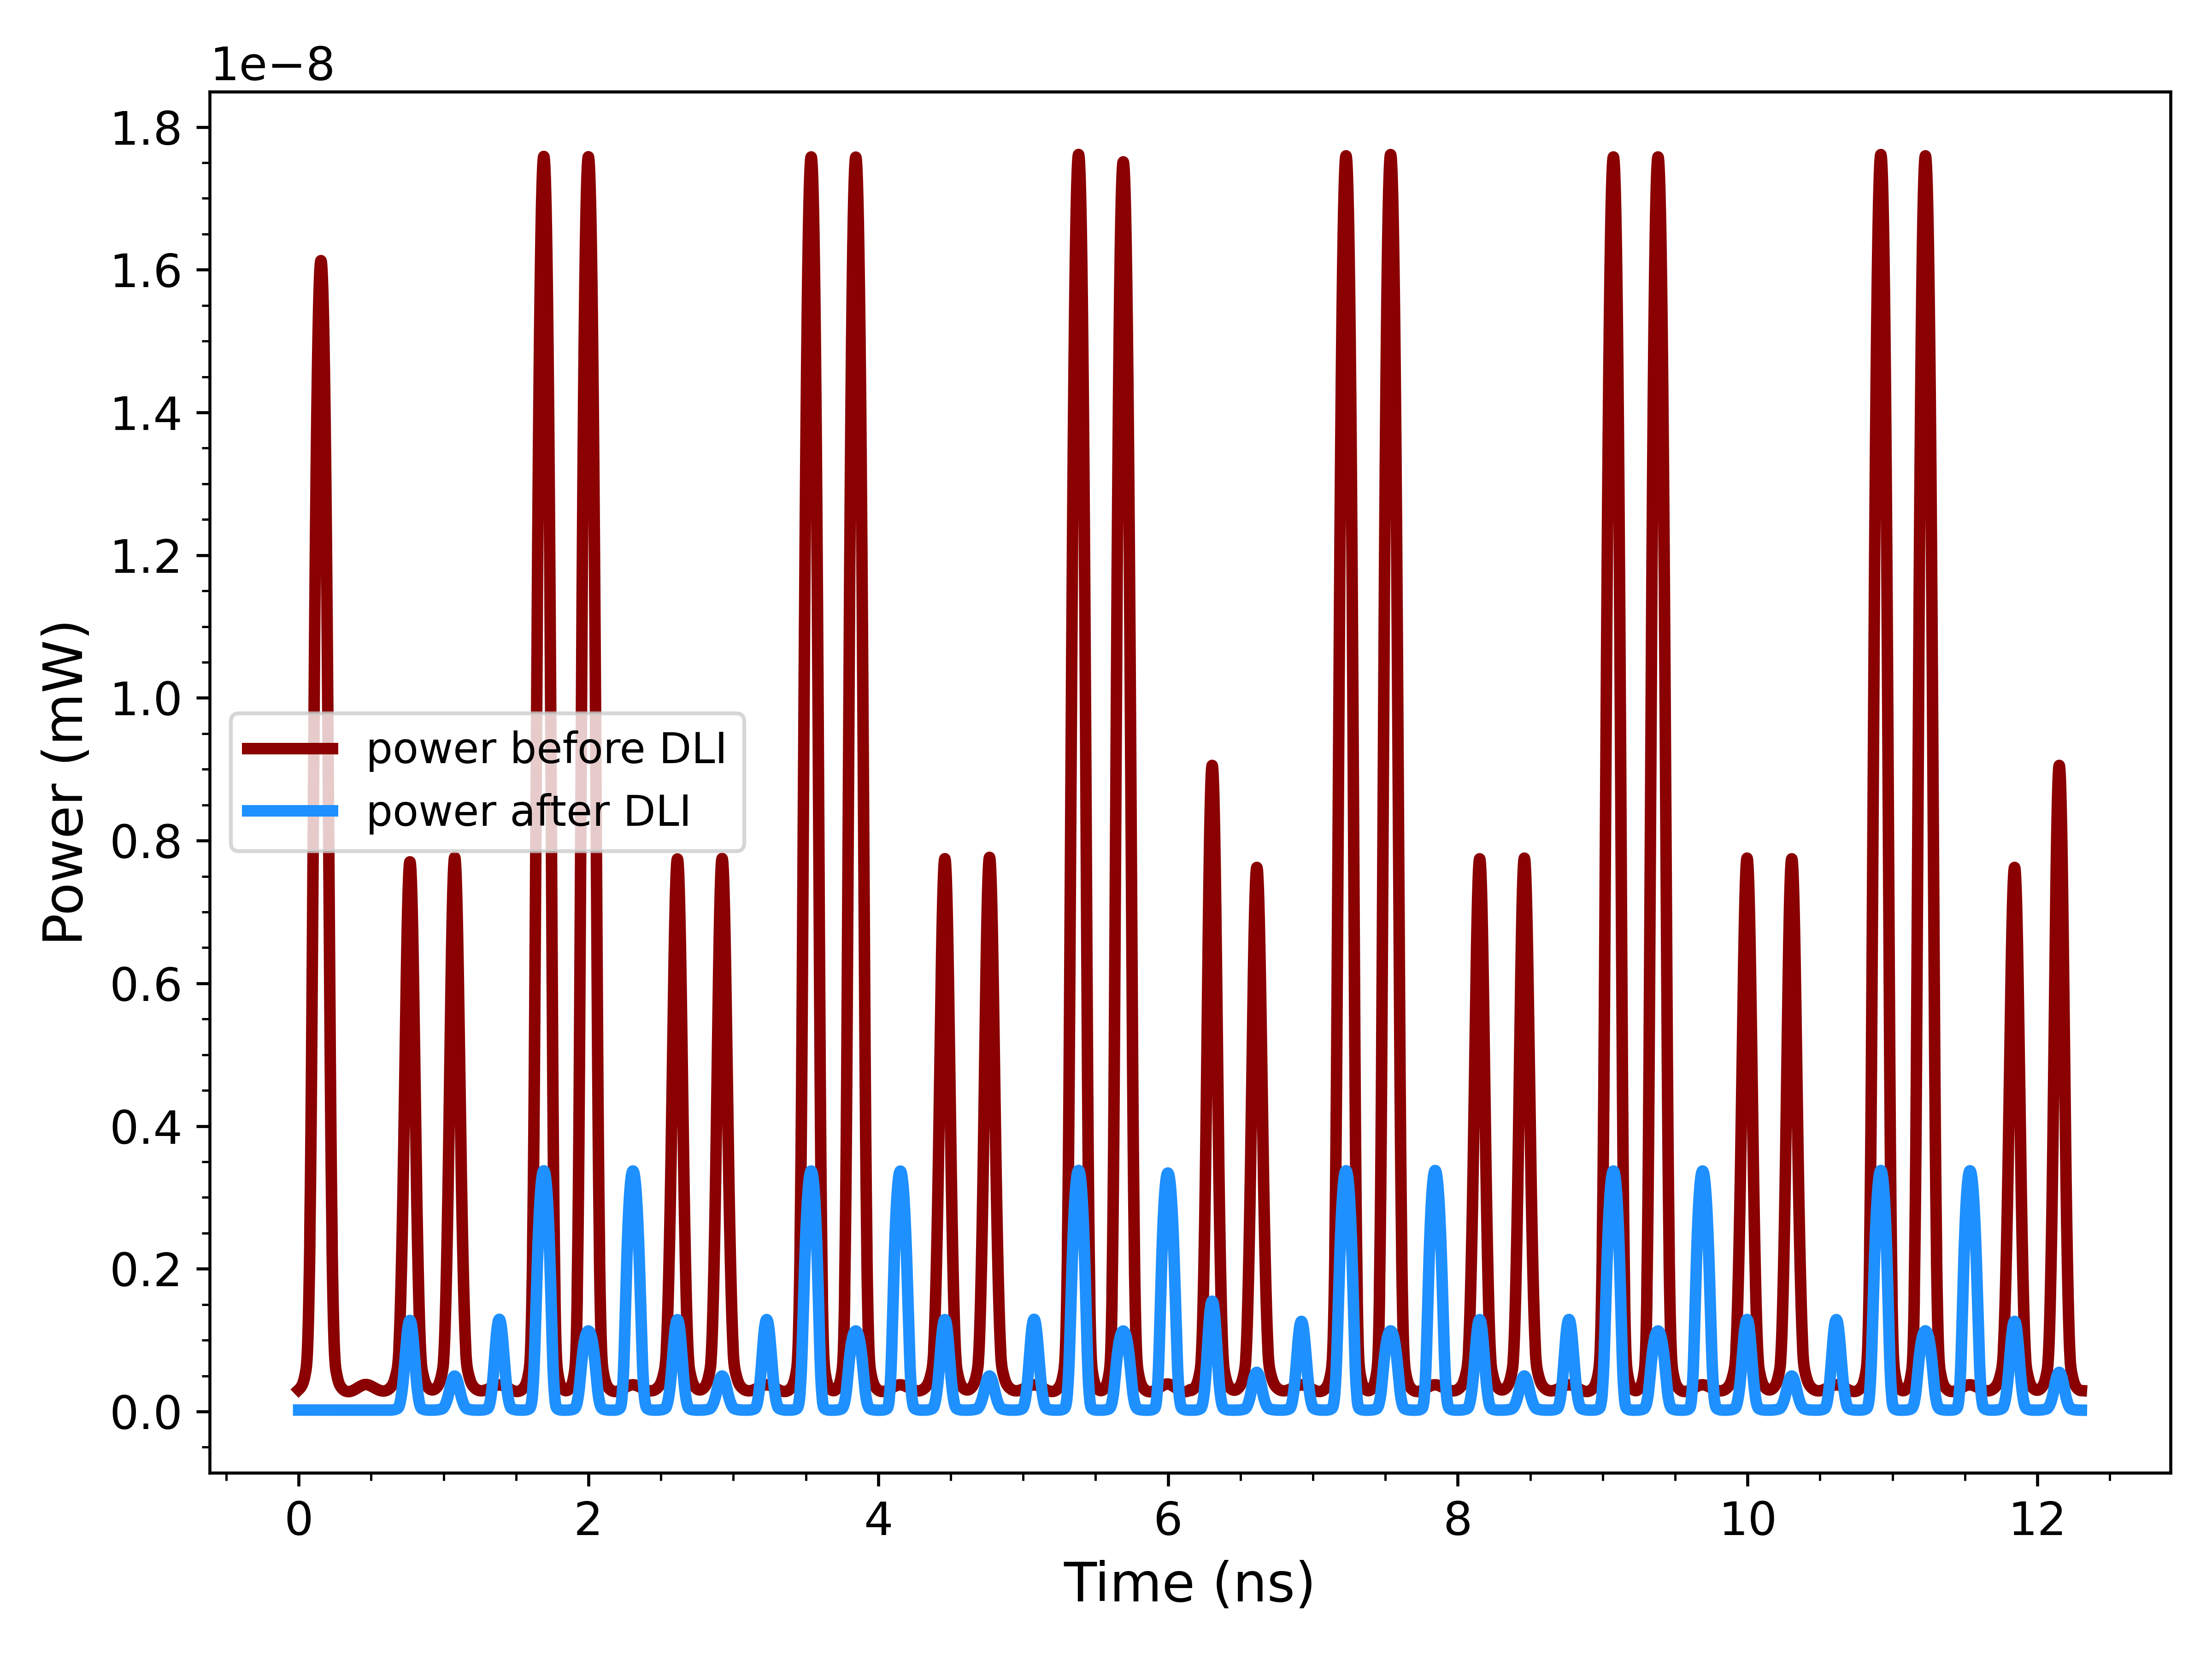 1e−8
1.8
1.6
1.4
1.2
1.0
0.8
0.6
0.4
0.2
0.0
Power (mW)
power before DLI
power after DLI
0 2 4 6 8 10 12
Time (ns)